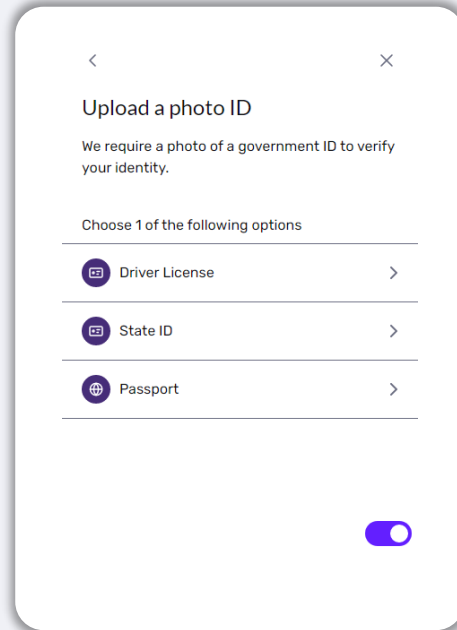 Upload a photo ID
We require a photo of a government ID to verify
your identity.
Choose 1 of the following options
Driver License
State ID
Passport